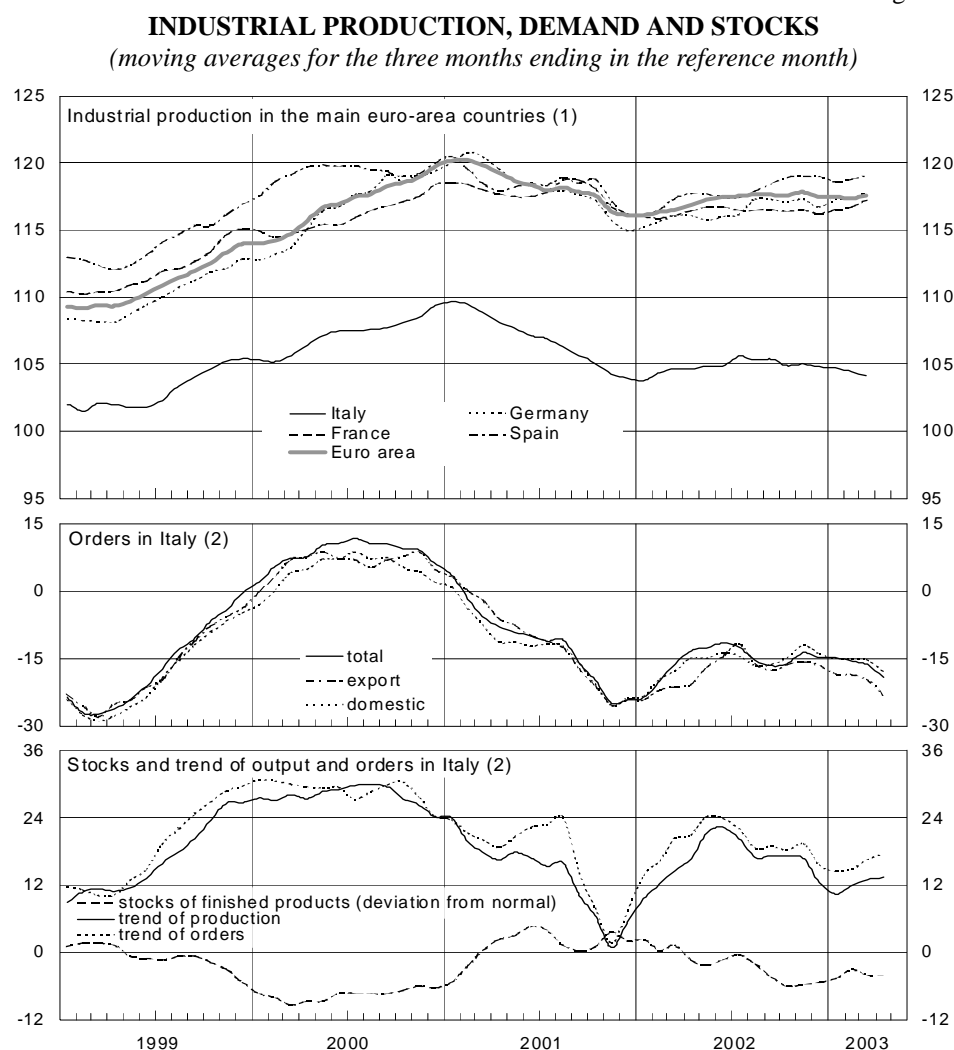 INDUSTRIAL PRODUCTION, DEMAND AND STOCKS
(moving averages for the three months ending in the reference month)
125 125
Industrial production in the main euro-area countries (1)
120 120
115 115
110 110
105 105
Italy Germany
France Spain
100 100
Euro area
95 95
15 15
Orders in Italy (2)
0 0
total
-15 -15
export
domestic
-30 -30
36 36
Stocks and trend of output and orders in Italy (2)
24 24
12 12
stocks of finished products (deviation from normal)
trend of production
trend of orders
0 0
-12 -12
1999 2000 2001 2002 2003